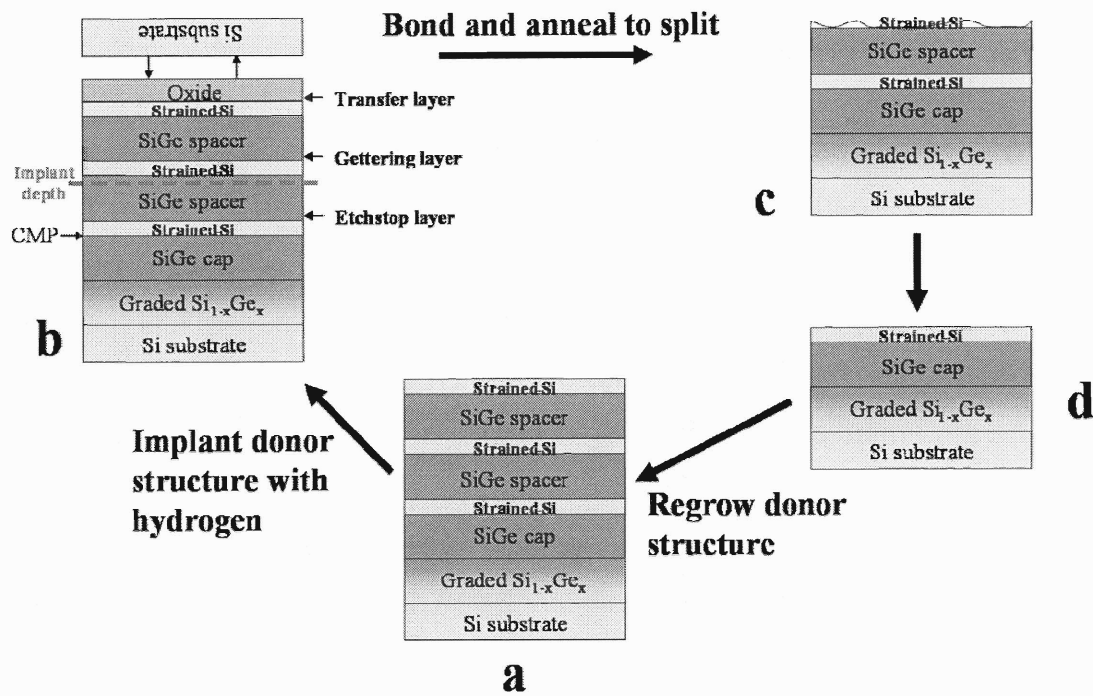 Si substrate
Bond and anneal to split
Oxide
Strained-Si
SiGe spacer
Strained-Si
SiGe spacer
Strained-Si
SiGe cap
Graded Si1-xGex
Si substrate
Transfer layer
Gettering layer
Etchstop layer
Implant
depth
CMP
b
Strained-Si
SiGe spacer
Strained-Si
SiGe cap
Graded Si1-xGex
Si substrate
c
Strained-Si
SiGe cap
Graded Si1-xGex
Si substrate
d
Implant donor
structure with
hydrogen
Strained-Si
SiGe spacer
Strained-Si
SiGe spacer
Strained-Si
SiGe cap
Graded Si1-xGex
Si substrate
a
Regrow donor
structure